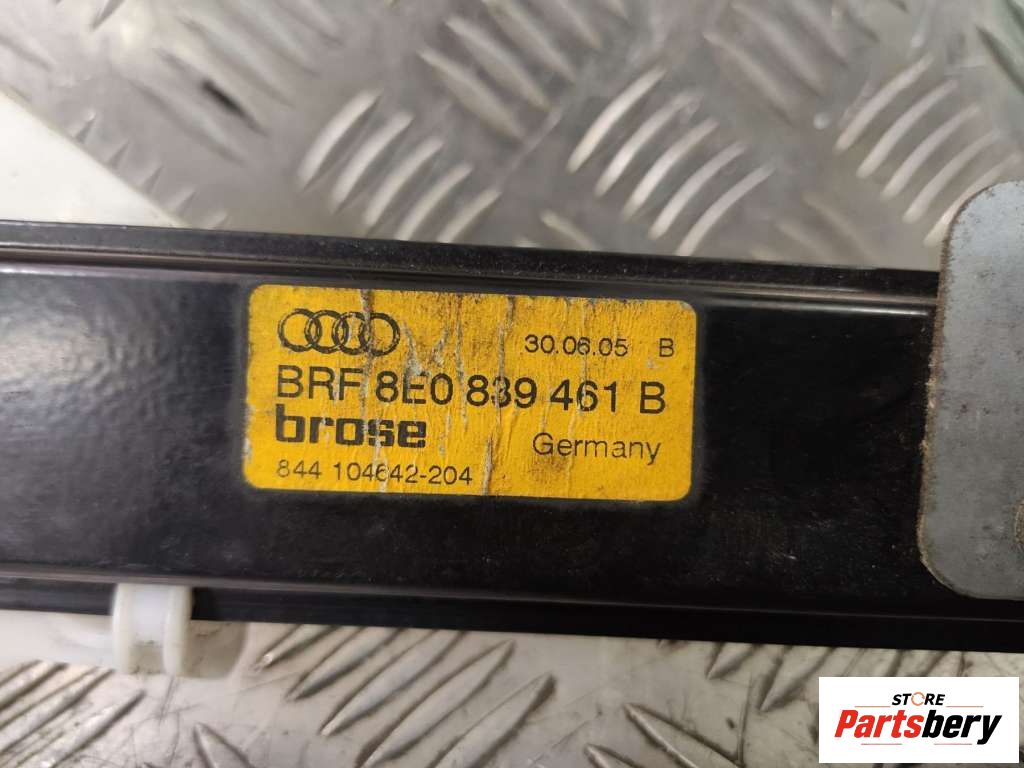 30.06.05 B
BRF 8E0 839 461 B
brose
Germany
844 104642-204
STORE
Partsbery